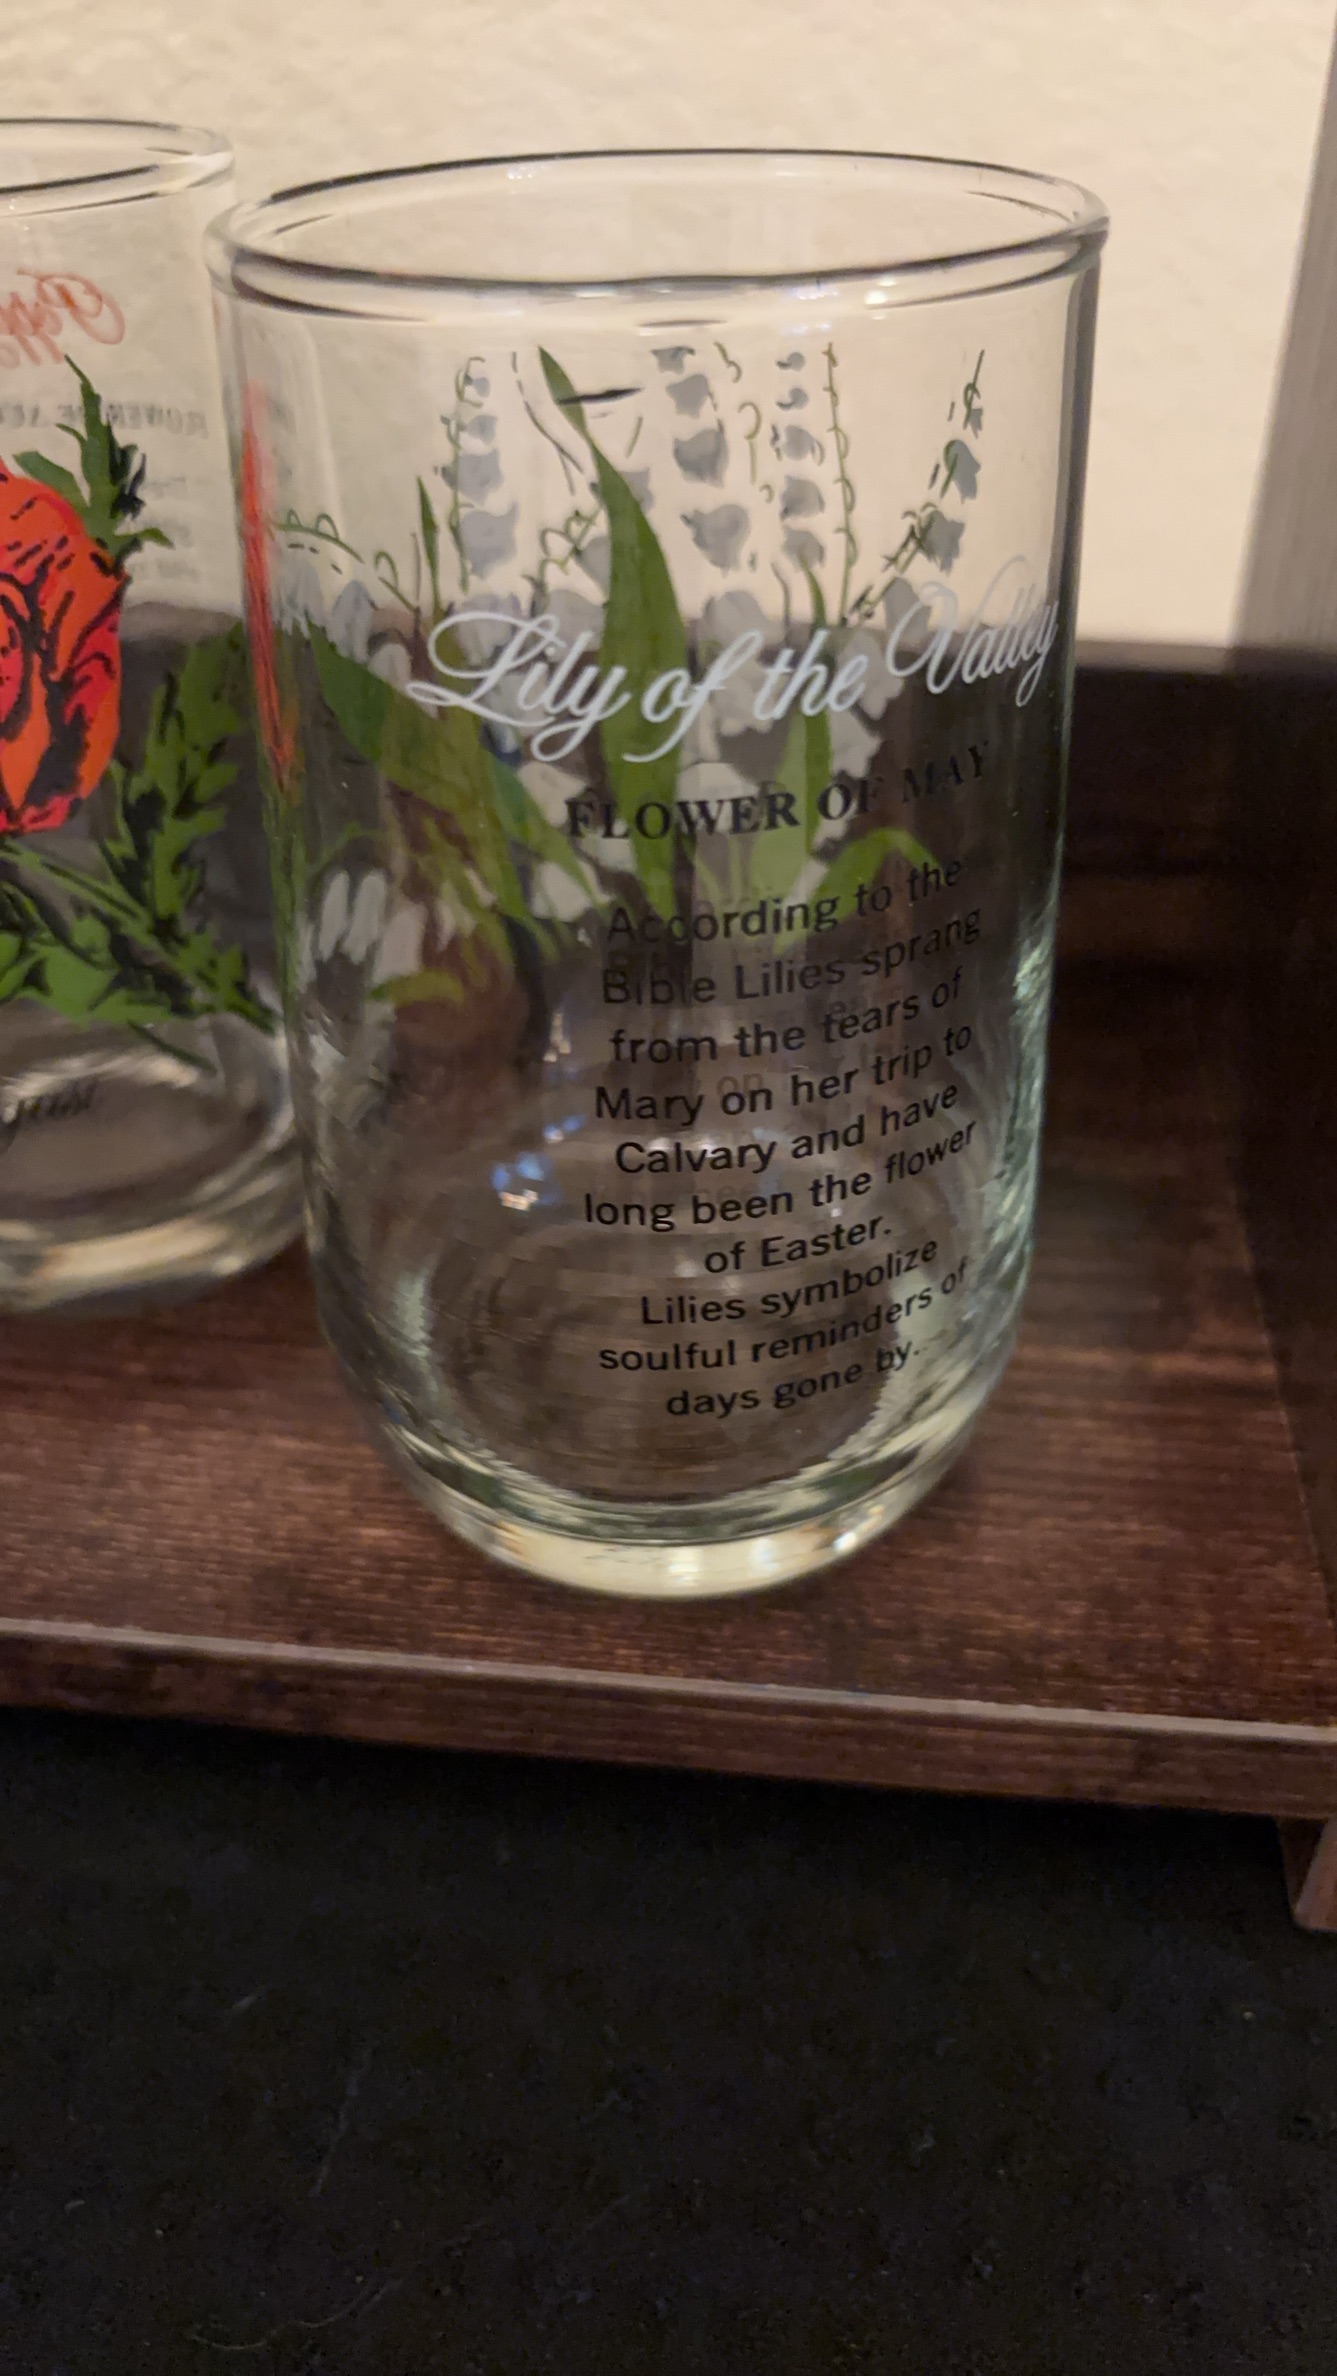 Lily of the Valley
FLOWER OF MAY
According to the
Bible Lilies sprang
from the tears of
Mary on her trip to
Calvary and have
long been the flower
of Easter.
Lilies symbolize
soulful reminders of
days gone by.